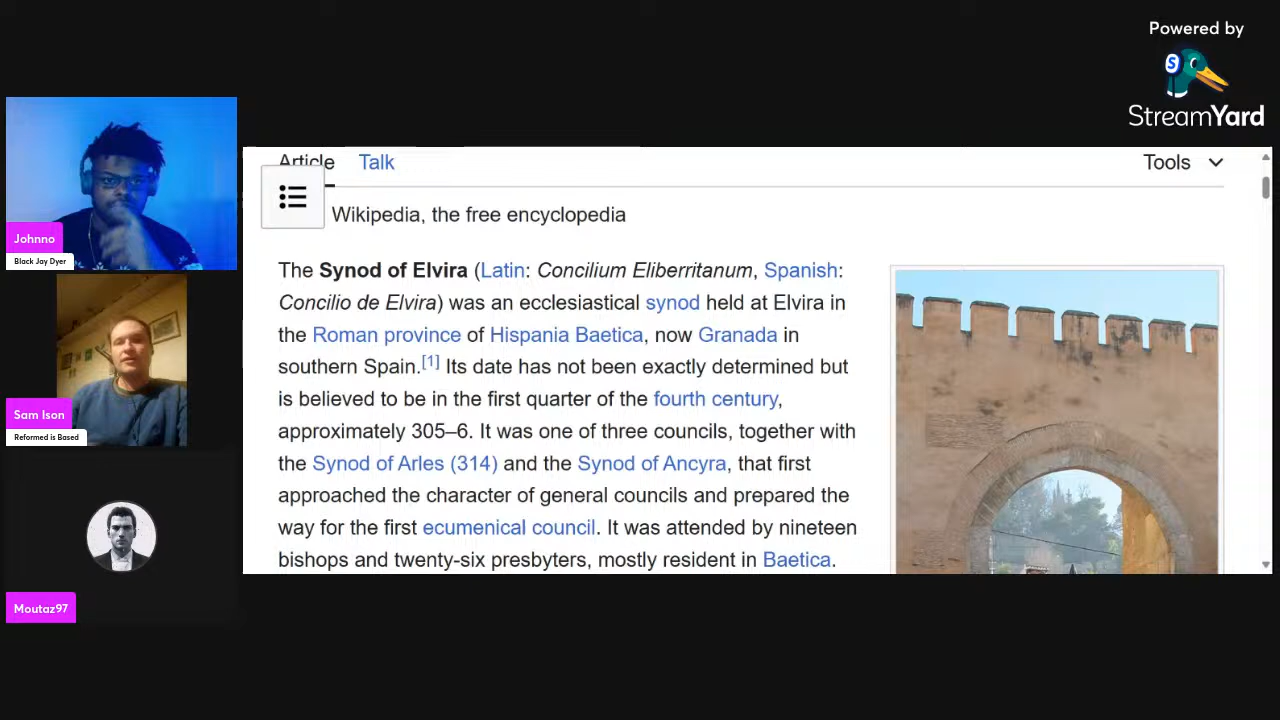 Powered by
StreamYard
Johnno
Black Jay Dyer
Sam Ison
Reformed is Based
Moutaz97
Article Talk Tools
Wikipedia, the free encyclopedia
The Synod of Elvira (Latin: Concilium Eliberritanum, Spanish:
Concilio de Elvira) was an ecclesiastical synod held at Elvira in
the Roman province of Hispania Baetica, now Granada in
southern Spain.[1] Its date has not been exactly determined but
is believed to be in the first quarter of the fourth century,
approximately 305–6. It was one of three councils, together with
the Synod of Arles (314) and the Synod of Ancyra, that first
approached the character of general councils and prepared the
way for the first ecumenical council. It was attended by nineteen
bishops and twenty-six presbyters, mostly resident in Baetica.